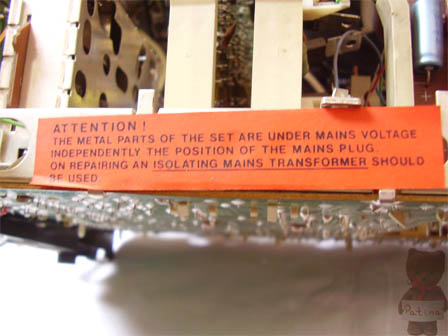 ATTENTION!
THE METAL PARTS OF THE SET ARE UNDER MAINS VOLTAGE
INDEPENDENTLY THE POSITION OF THE MAINS PLUG.
ON REPAIRING AN ISOLATING MAINS TRANSFORMER SHOULD
BE USED.
Patina